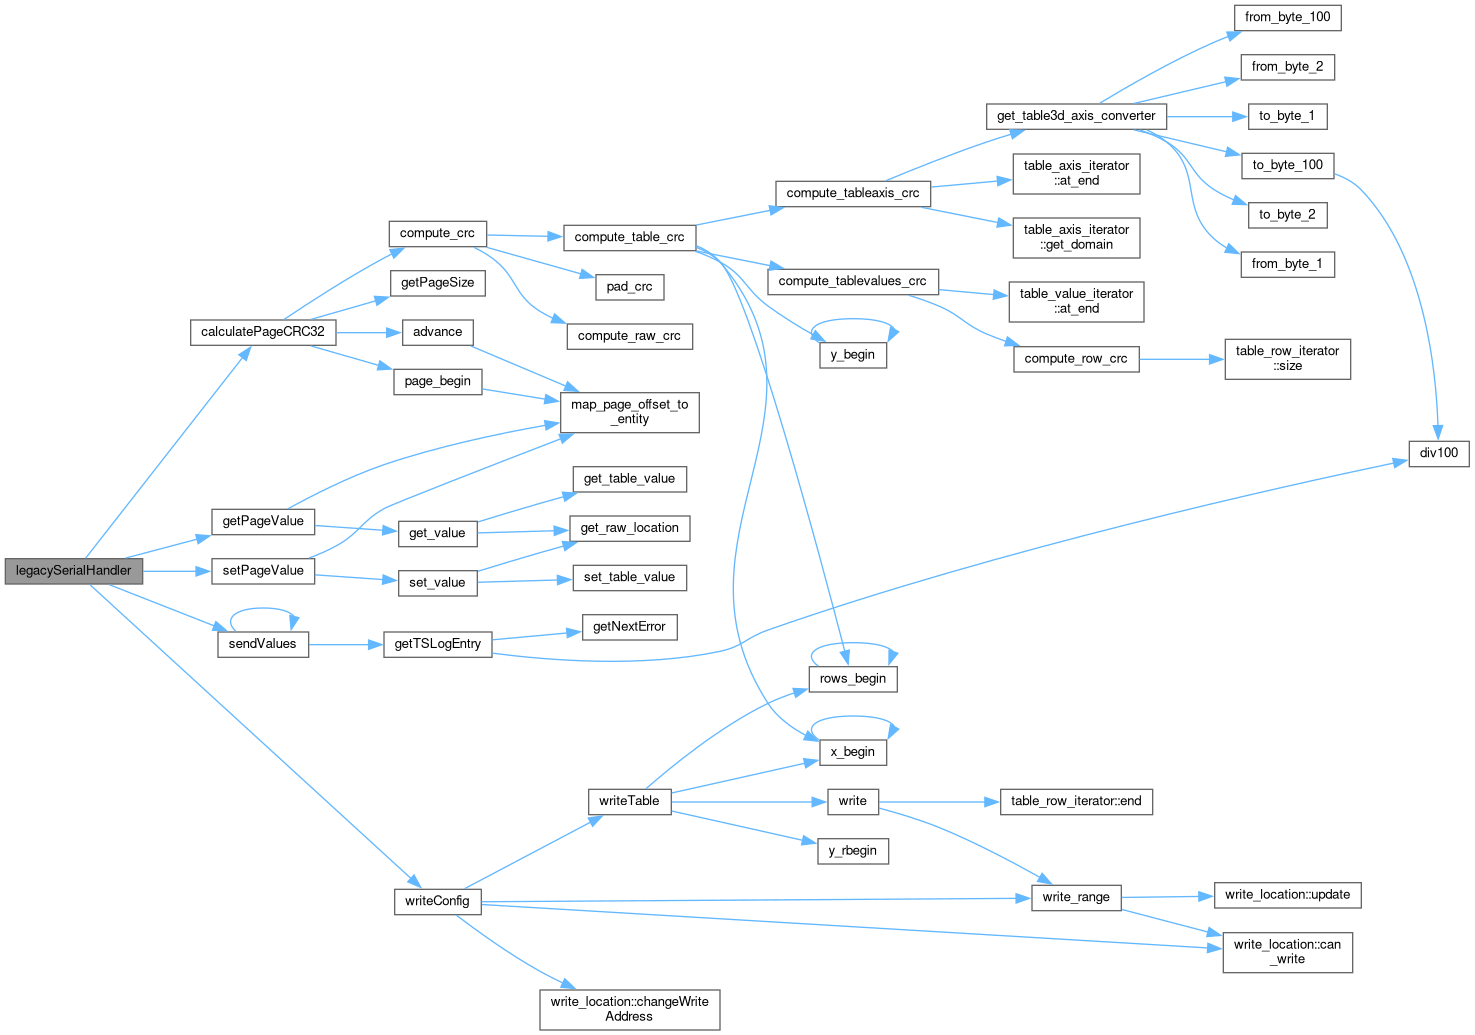 from_byte_100
from_byte_2
get_table3d_axis_converter
to_byte_1
to_byte_100
table_axis_iterator
::at_end
compute_tableaxis_crc
to_byte_2
table_axis_iterator
::get_domain
compute_crc
compute_table_crc
from_byte_1
getPageSize
pad_crc
compute_tablevalues_crc
table_value_iterator
::at_end
calculatePageCRC32
advance
compute_raw_crc
y_begin
compute_row_crc
table_row_iterator
::size
page_begin
map_page_offset_to
_entity
div100
get_table_value
getPageValue
get_value
get_raw_location
legacySerialHandler
setPageValue
set_value
set_table_value
getNextError
sendValues
getTSLogEntry
rows_begin
x_begin
writeTable
write
table_row_iterator::end
y_rbegin
writeConfig
write_range
write_location::update
write_location::can
_write
write_location::changeWrite
Address